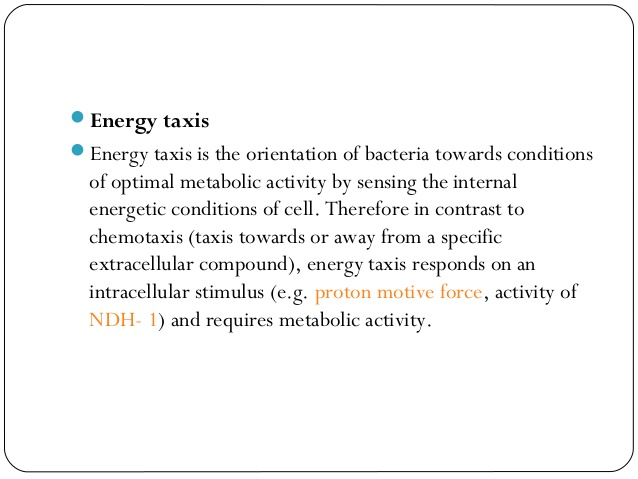 Energy taxis
Energy taxis is the orientation of bacteria towards conditions
of optimal metabolic activity by sensing the internal
energetic conditions of cell. Therefore in contrast to
chemotaxis (taxis towards or away from a specific
extracellular compound), energy taxis responds on an
intracellular stimulus (e.g. proton motive force, activity of
NDH- 1) and requires metabolic activity.